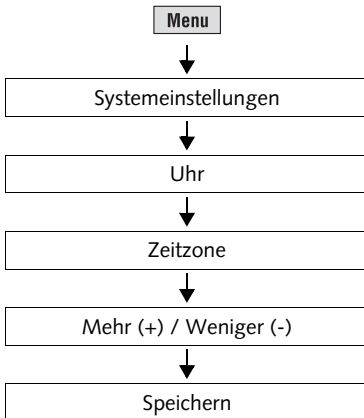 Menu
Systemeinstellungen
Uhr
Zeitzone
Mehr (+) / Weniger (-)
Speichern